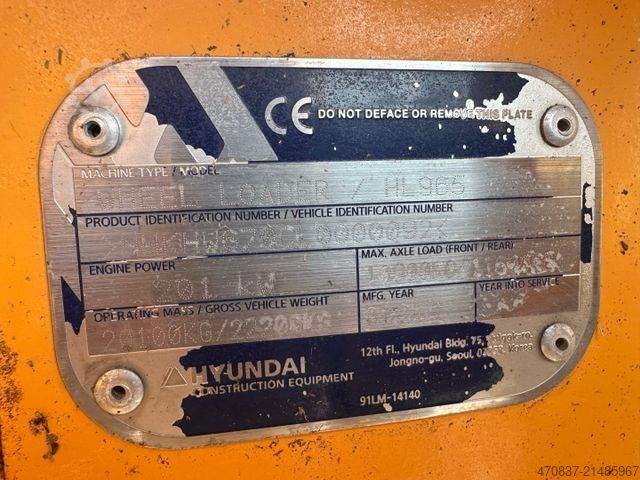 CE DO NOT DEFACE OR REMOVE THIS PLATE
MACHINE TYPE / MODEL
WHEEL LOADER / HL965
PRODUCT IDENTIFICATION NUMBER / VEHICLE IDENTIFICATION NUMBER
ENGINE POWER
MAX. AXLE LOAD (FRONT / REAR)
201 kW
OPERATING MASS / GROSS VEHICLE WEIGHT
MFG. YEAR
YEAR INTO SERVICE
20100KG/
HYUNDAI
CONSTRUCTION EQUIPMENT
12th Fl., Hyundai Bldg. 75,
Jongno-gu, Seoul, Korea
91LM-14140
470837-21485967